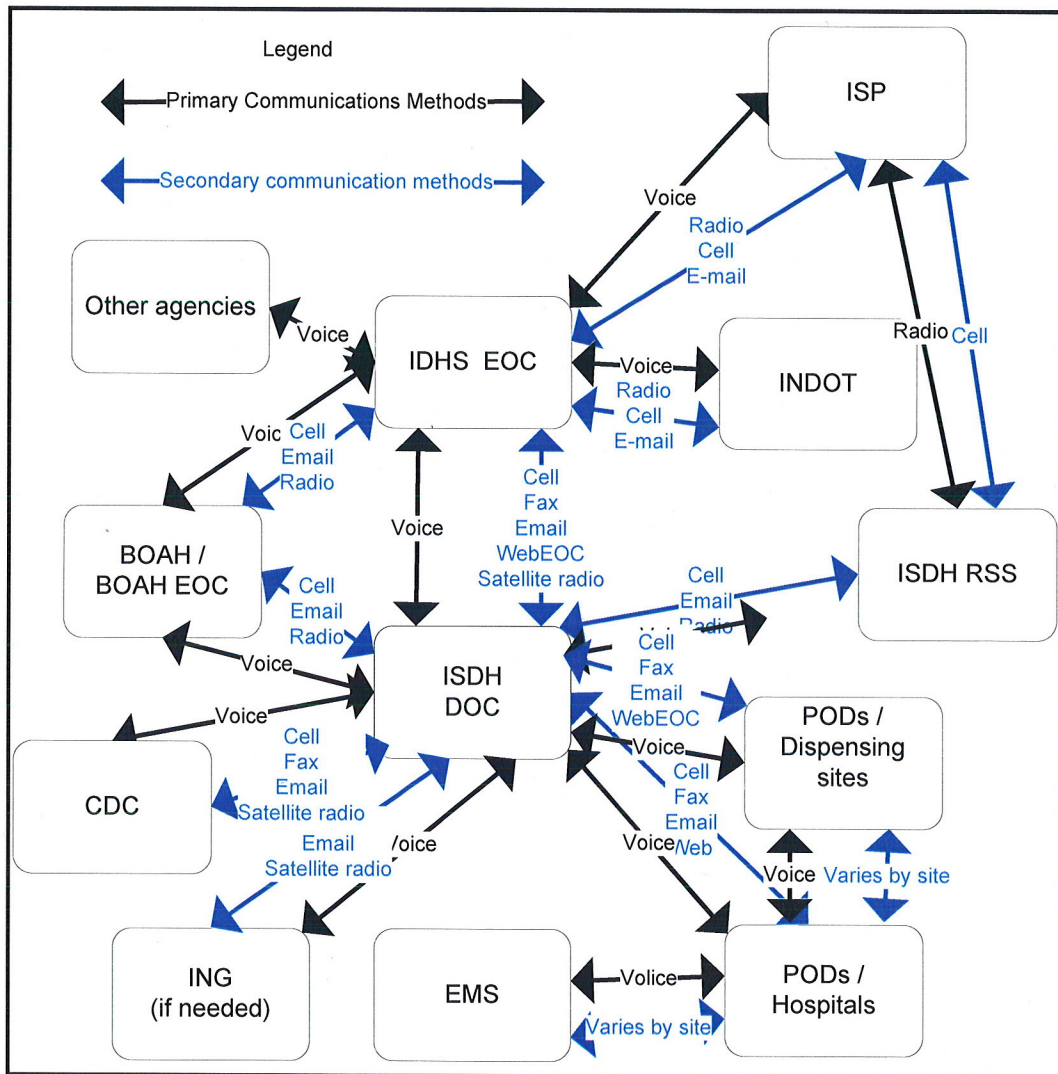 Legend
Primary Communications Methods
Secondary communication methods
ISP
Voice
Radio
Cell
E-mail
Other agencies
Voice
IDHS EOC
Voice
Radio
Cell
E-mail
INDOT
Radio
Cell
Cell
Email
Radio
BOAH /
BOAH EOC
Voice
Cell
Fax
Email
WebEOC
Satellite radio
ISDH RSS
Cell
Email
Radio
Cell
Email
Radio
Voice
ISDH
DOC
Cell
Fax
Email
WebEOC
PODs /
Dispensing
sites
Voice
Voice
CDC
Cell
Fax
Email
Satellite radio
Cell
Fax
Email
Email
Satellite radio
Voice
Voice
Varies by site
ING
(if needed)
EMS
Volice
Varies by site
PODs /
Hospitals